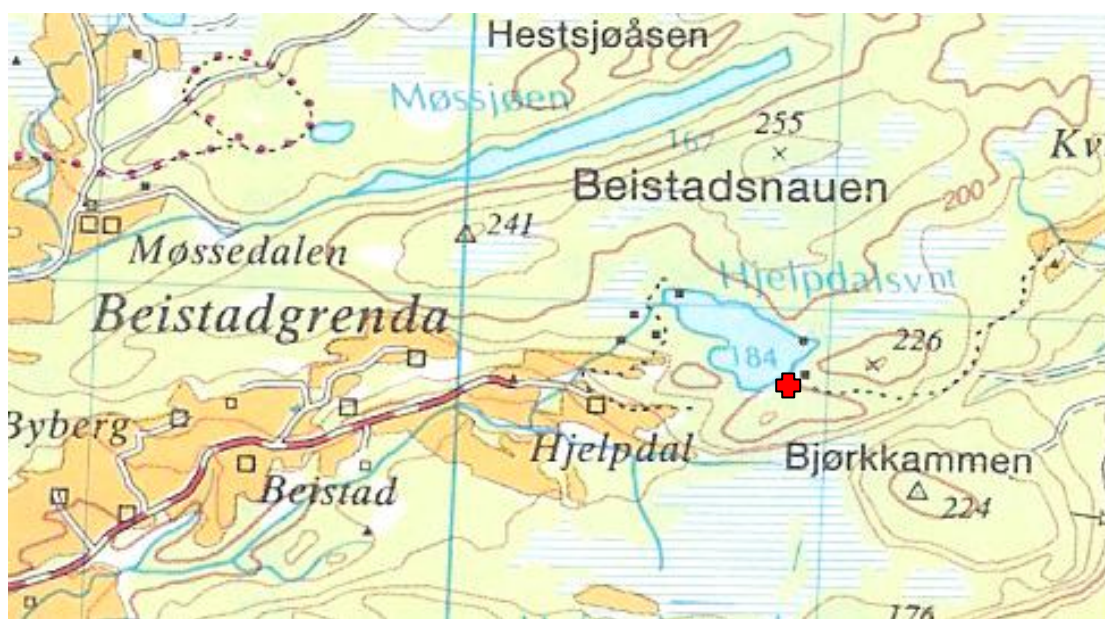 Hestsjøåsen
Møssjøen
167
255
Kv
Beistadsnauen
200
241
Møssedalen
Hjelpdalsvnt
Beistadgrenda
226
184
Byberg
Hjelpdal
Bjørkkammen
Beistad
224
176